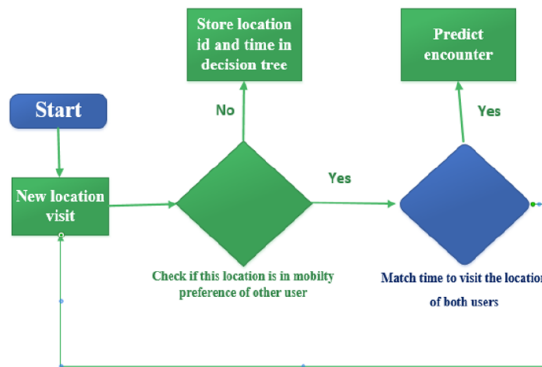 Store location
id and time in
decision tree
Predict
encounter
Start
No
Yes
New location
visit
Yes
Check if this location is in mobilty
preference of other user
Match time to visit the location
of both users